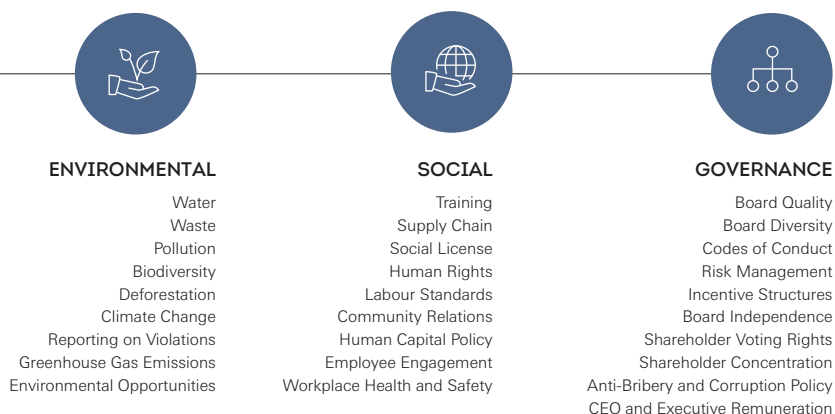 ENVIRONMENTAL
Water
Waste
Pollution
Biodiversity
Deforestation
Climate Change
Reporting on Violations
Greenhouse Gas Emissions
Environmental Opportunities
SOCIAL
Training
Supply Chain
Social License
Human Rights
Labour Standards
Community Relations
Human Capital Policy
Employee Engagement
Workplace Health and Safety
GOVERNANCE
Board Quality
Board Diversity
Codes of Conduct
Risk Management
Incentive Structures
Board Independence
Shareholder Voting Rights
Shareholder Concentration
Anti-Bribery and Corruption Policy
CEO and Executive Remuneration